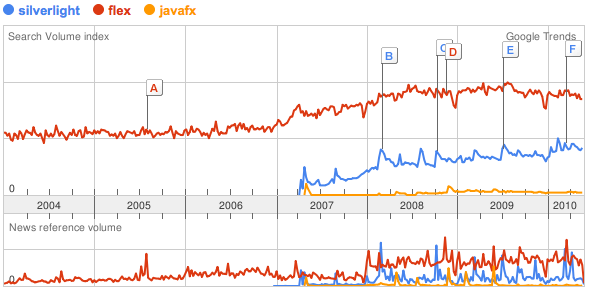 silverlight flex javafx
Search Volume index Google Trends
A B C D E F
0
2004 2005 2006 2007 2008 2009 2010
News reference volume
0